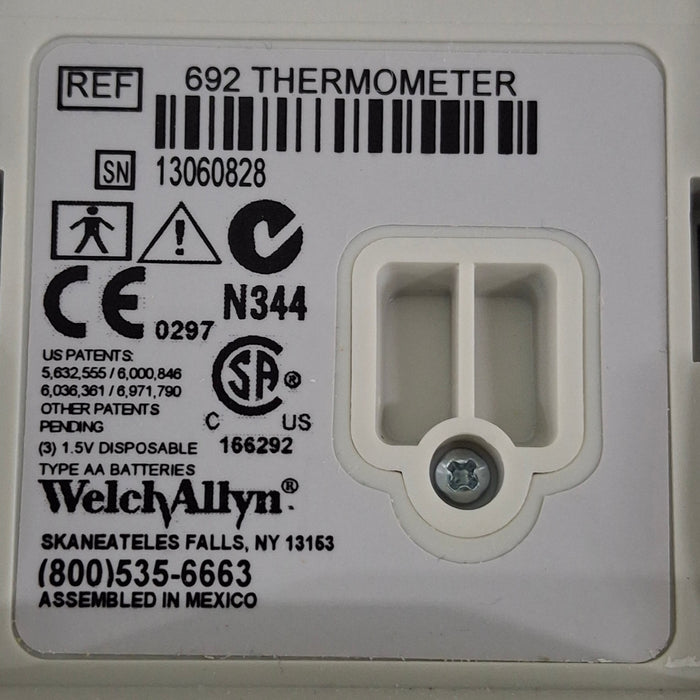 REF 692 THERMOMETER
SN 13060828
CE 0297 N344
US PATENTS:
5,632,555 / 6,000,846
6,036,361 / 6,971,790
OTHER PATENTS
PENDING
SA ®
C US
166292
(3) 1.5V DISPOSABLE
TYPE AA BATTERIES
WelchAllyn®
SKANEATELES FALLS, NY 13153
(800)535-6663
ASSEMBLED IN MEXICO